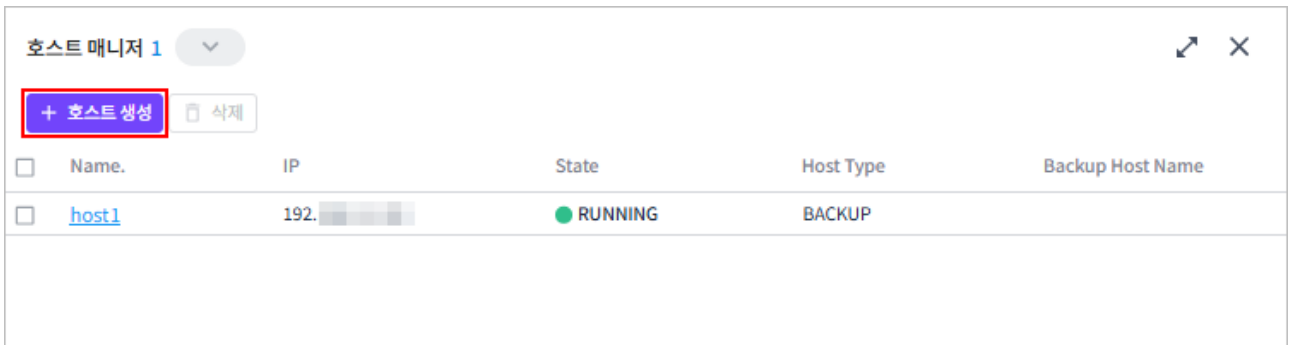 호스트 매니저 1
+ 호스트 생성 삭제
Name. IP State Host Type Backup Host Name
host1 192. RUNNING BACKUP